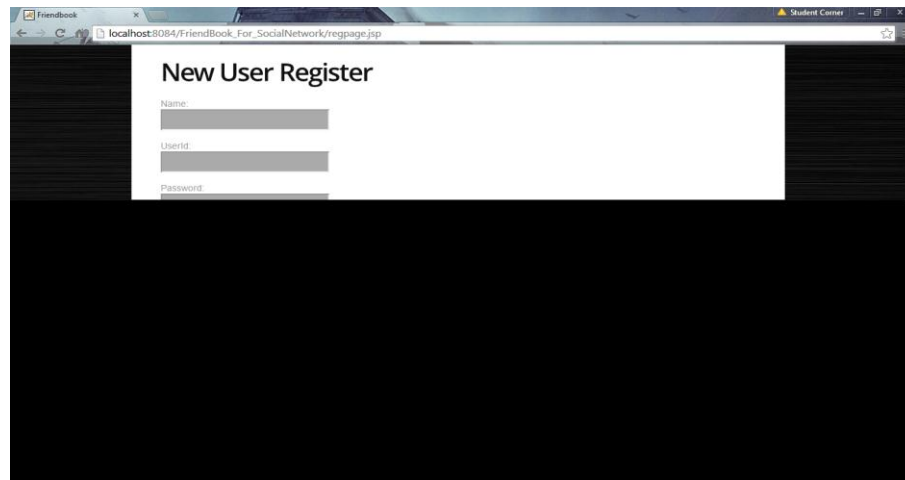 Friendbook
Student Corner
localhost:8084/FriendBook_For_SocialNetwork/regpage.jsp
New User Register
Name:
UserId:
Password: